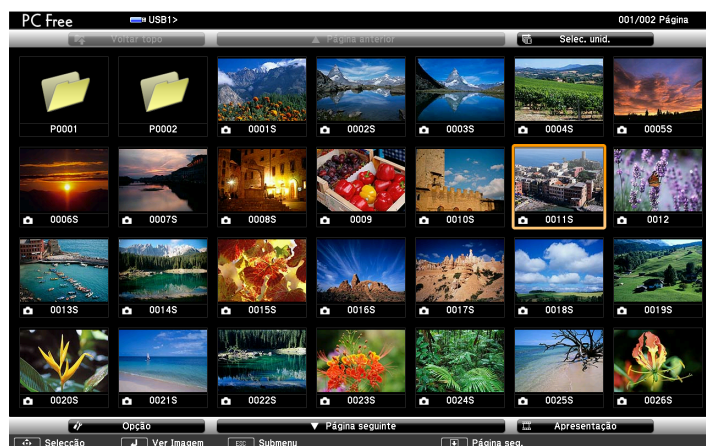 PC Free USB1> 001/002 Página
Voltar topo ▲ Página anterior Selec. unid.
P0001 P0002 0001S 0002S 0003S 0004S 0005S
0006S 0007S 0008S 0009 0010S 0011S 0012
0013S 0014S 0015S 0016S 0017S 0018S 0019S
0020S 0021S 0022S 0023S 0024S 0025S 0026S
Opção ▼ Página seguinte Apresentação
Selecção Ver Imagem ESC Submenu Página seg.